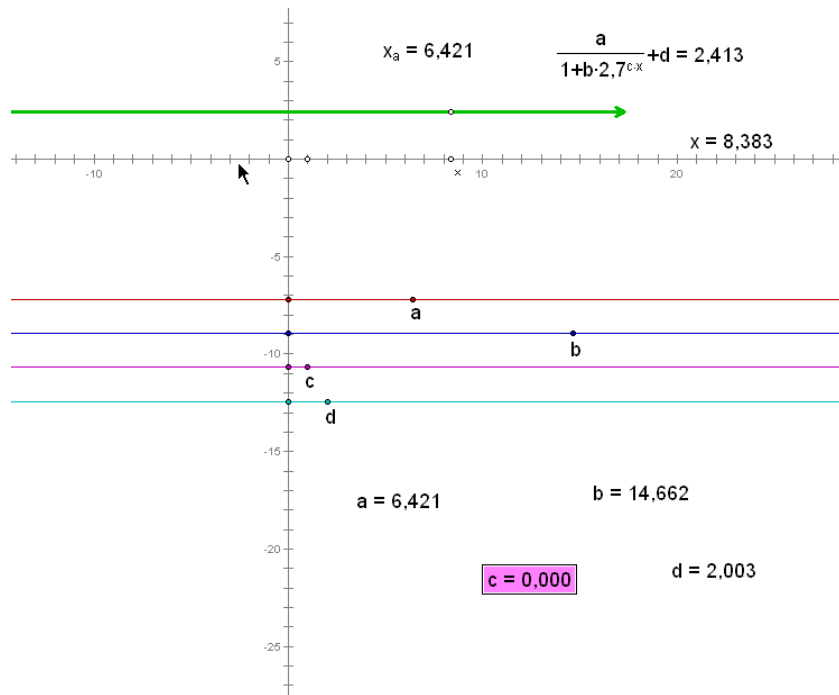 5
xₐ = 6,421
a
1+b·2,7^c·x
+d = 2,413
x = 8,383
-10
x
10
20
-5
a
b
-10
c
d
-15
a = 6,421
b = 14,662
-20
c = 0,000
d = 2,003
-25